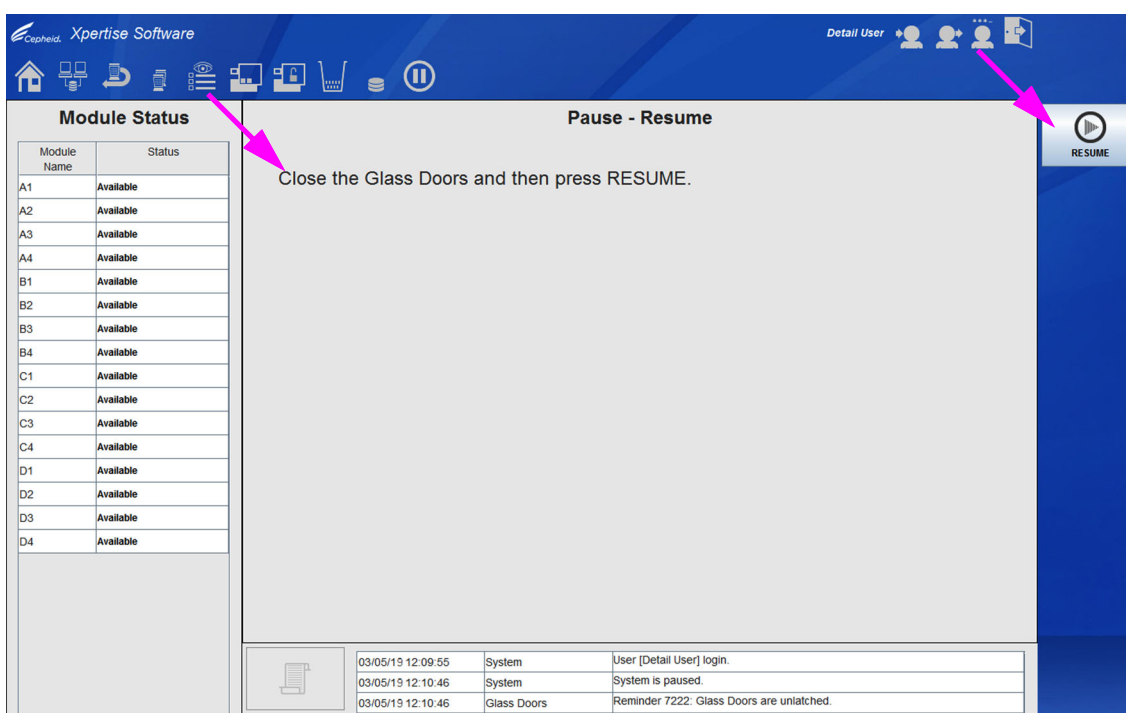 Cepheid. Xpertise Software
Detail User
Module Status
Pause - Resume
RESUME
Module Name Status
Close the Glass Doors and then press RESUME.
A1 Available
A2 Available
A3 Available
A4 Available
B1 Available
B2 Available
B3 Available
B4 Available
C1 Available
C2 Available
C3 Available
C4 Available
D1 Available
D2 Available
D3 Available
D4 Available
03/05/19 12:09:55 System User [Detail User] login.
03/05/19 12:10:46 System System is paused.
03/05/19 12:10:46 Glass Doors Reminder 7222: Glass Doors are unlatched.